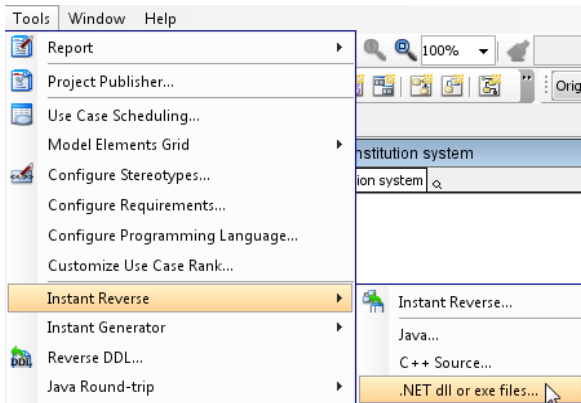 Tools Window Help
Report
100%
Project Publisher...
Orig
Use Case Scheduling...
Model Elements Grid
nstitution system
Configure Stereotypes...
ion system
Configure Requirements...
Configure Programming Language...
Customize Use Case Rank...
Instant Reverse
Instant Reverse...
Instant Generator
Java...
DDL
Reverse DDL...
C++ Source...
Java Round-trip
.NET dll or exe files...